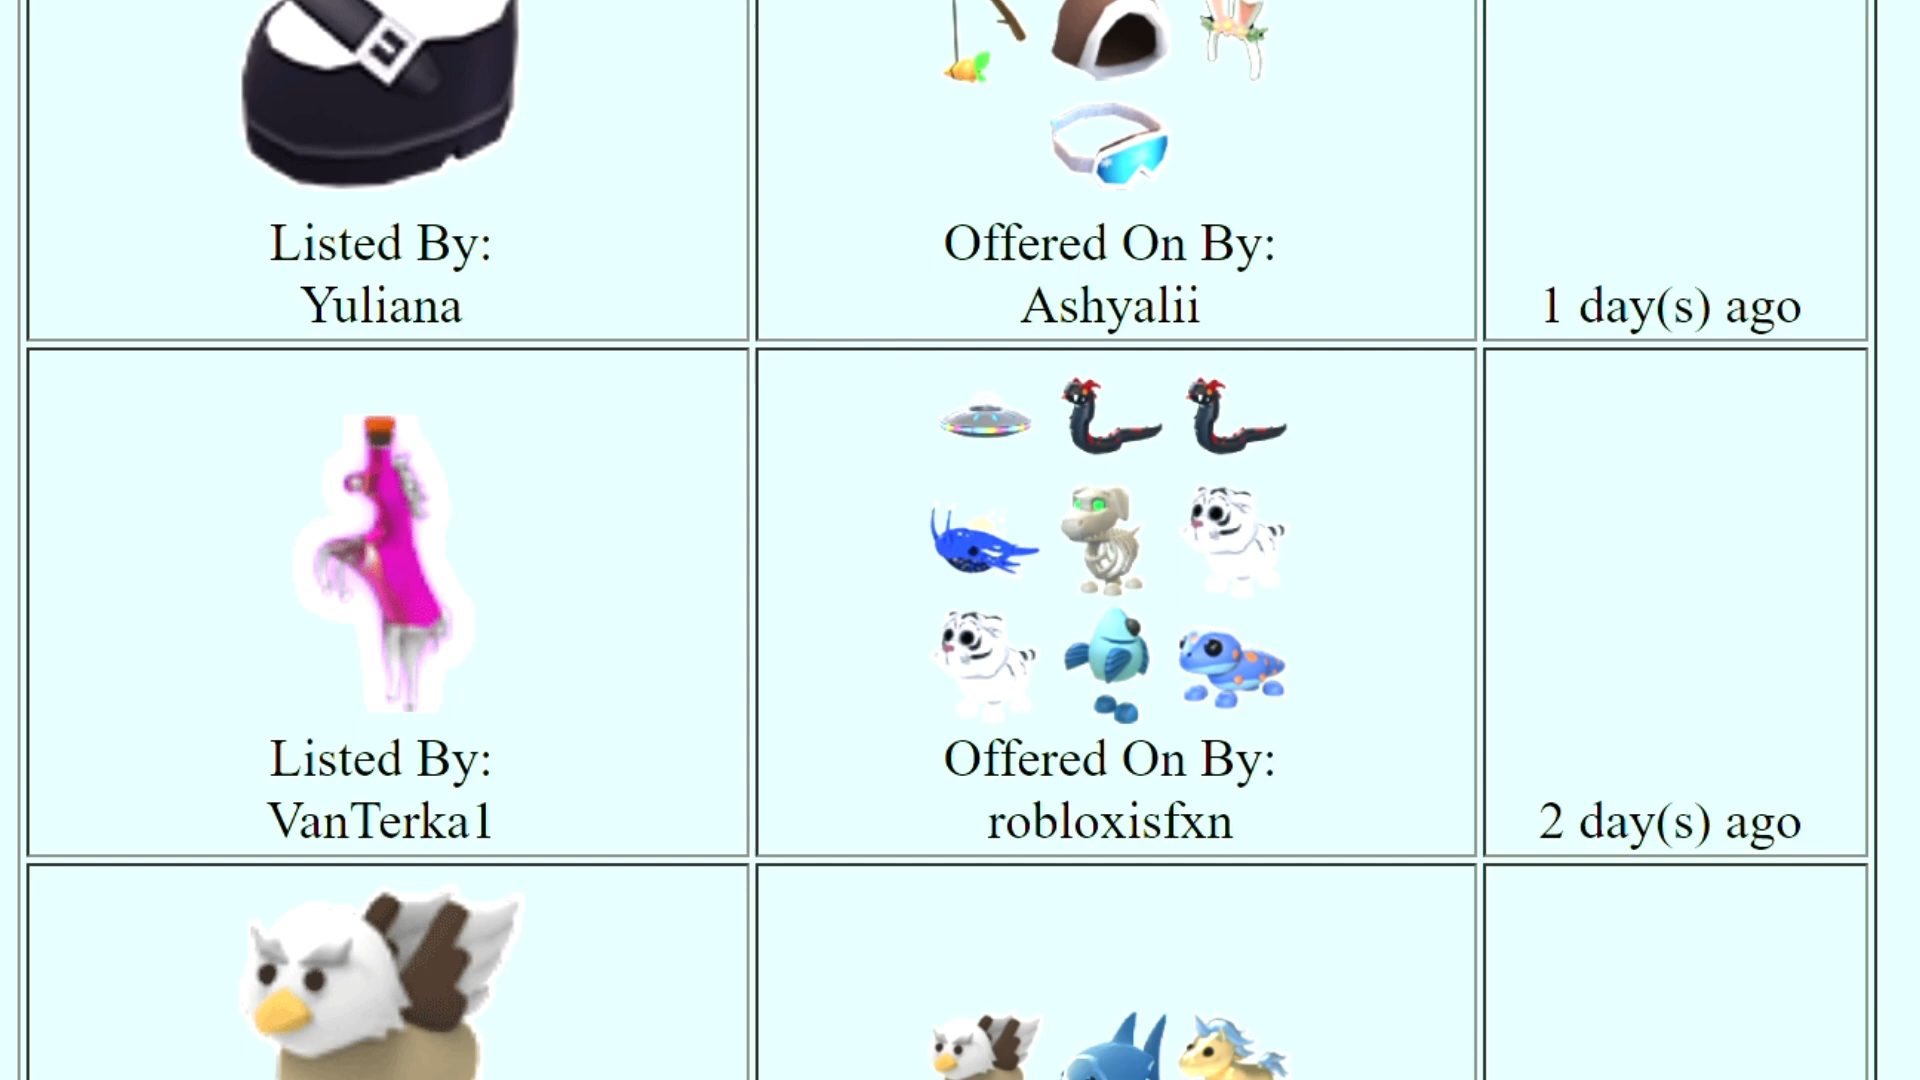 Listed By:
Yuliana
Offered On By:
Ashyalii
1 day(s) ago
Listed By:
VanTerka1
Offered On By:
robloxisfxn
2 day(s) ago